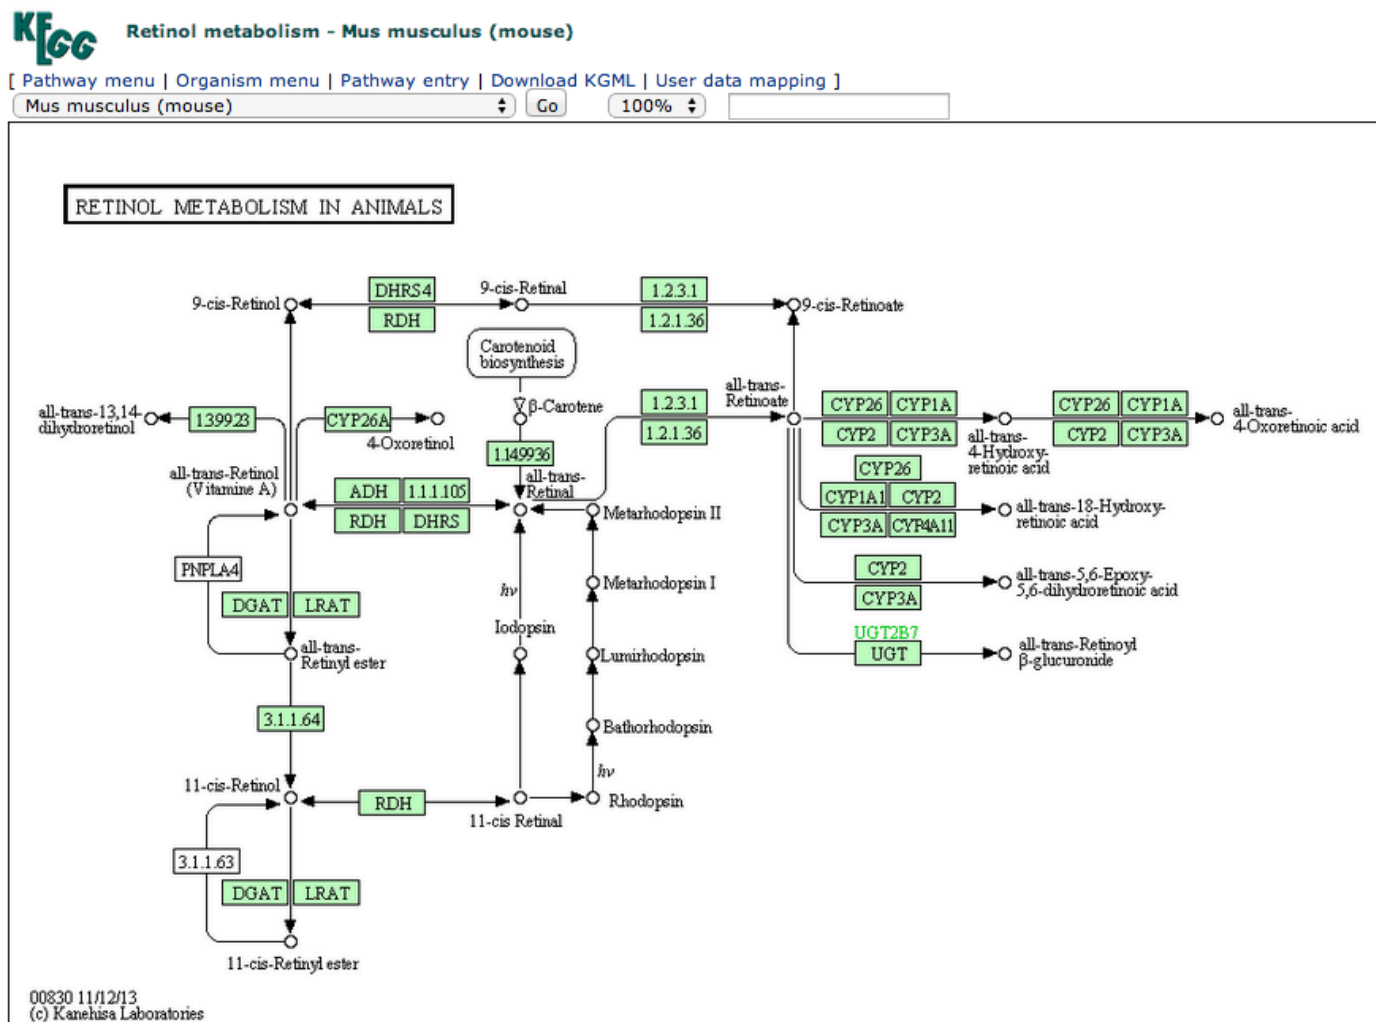 KEGG
Retinol metabolism - Mus musculus (mouse)
[ Pathway menu | Organism menu | Pathway entry | Download KGML | User data mapping ]
Mus musculus (mouse)
Go
100%
RETINOL METABOLISM IN ANIMALS
9-cis-Retinol
DHRS4
RDH
9-cis-Retinal
1.2.3.1
1.2.1.36
9-cis-Retinoate
Carotenoid
biosynthesis
β-Carotene
1.14.99.36
all-trans-
Retinal
all-trans-13,14-
dihydroretinol
1.3.99.23
CYP26A
4-Oxoretinol
all-trans-Retinol
(Vitamine A)
ADH
1.1.1.105
RDH
DHRS
1.2.3.1
1.2.1.36
all-trans-
Retinoate
CYP26
CYP1A
CYP2
CYP3A
all-trans-
4-Hydroxy-
retinoic acid
CYP26
CYP1A
CYP2
CYP3A
all-trans-
4-Oxoretinoic acid
CYP26
CYP1A1
CYP2
CYP3A
CYP4A11
all-trans-18-Hydroxy-
retinoic acid
CYP2
CYP3A
all-trans-5,6-Epoxy-
5,6-dihydroretinoic acid
UGT2B7
UGT
all-trans-Retinoyl
β-glucuronide
PNPLA4
DGAT
LRAT
all-trans-
Retinyl ester
3.1.1.64
hν
Iodopsin
Metarhodopsin II
Metarhodopsin I
Lumirhodopsin
Bathorhodopsin
hν
Rhodopsin
11-cis-Retinol
RDH
11-cis Retinal
3.1.1.63
DGAT
LRAT
11-cis-Retinyl ester
00830 11/12/13
(c) Kanehisa Laboratories